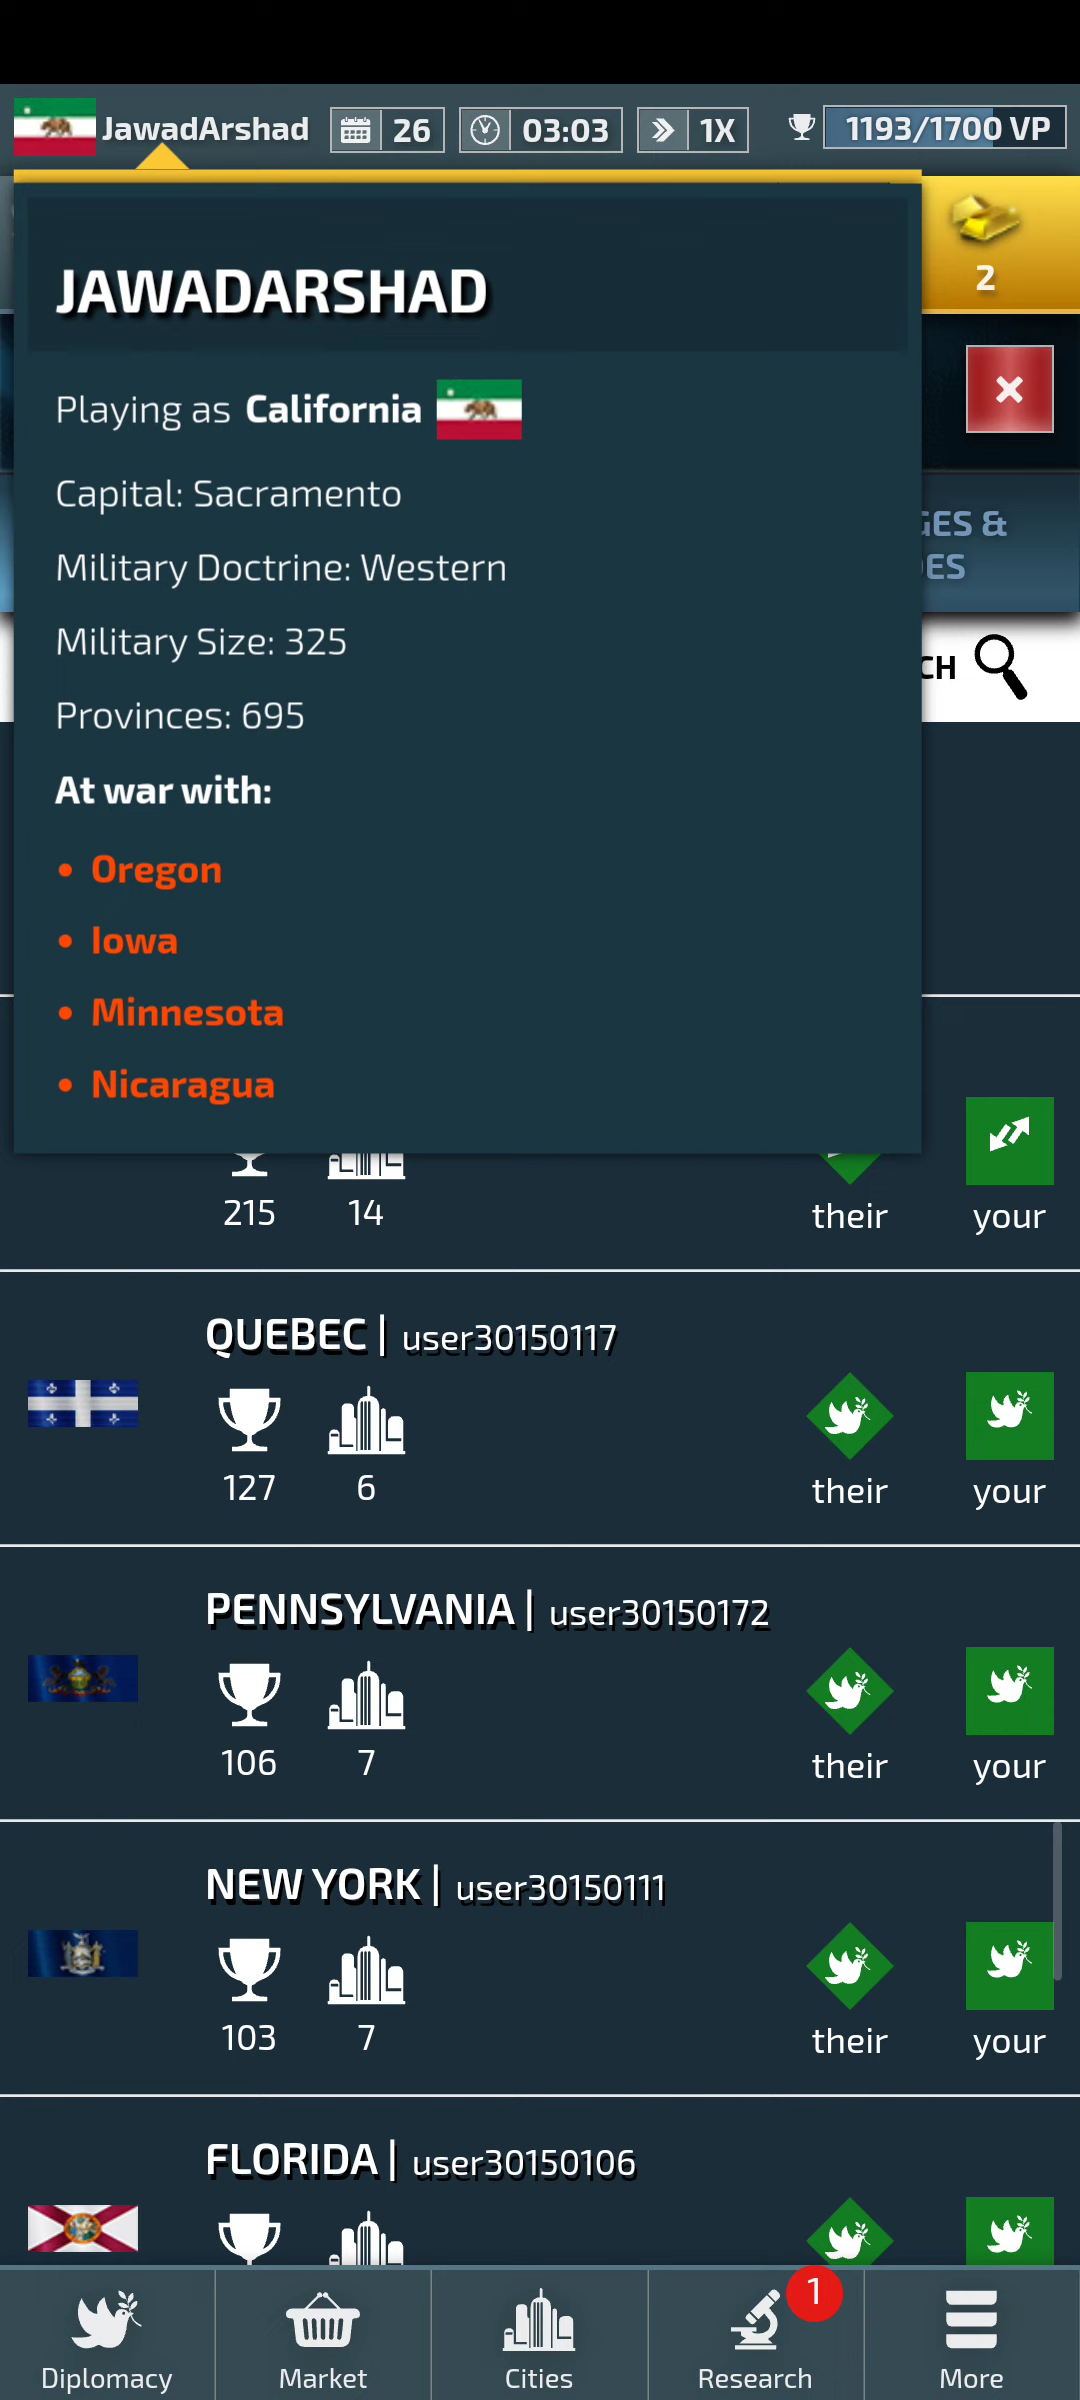 JawadArshad 26 03:03 1X 1193/1700 VP
2
JAWADARSHAD
Playing as California
Capital: Sacramento
Military Doctrine: Western
Military Size: 325
Provinces: 695
At war with:
• Oregon
• Iowa
• Minnesota
• Nicaragua
215 14 their your
QUEBEC | user30150117
127 6 their your
PENNSYLVANIA | user30150172
106 7 their your
NEW YORK | user30150111
103 7 their your
FLORIDA | user30150106
1
Diplomacy Market Cities Research More